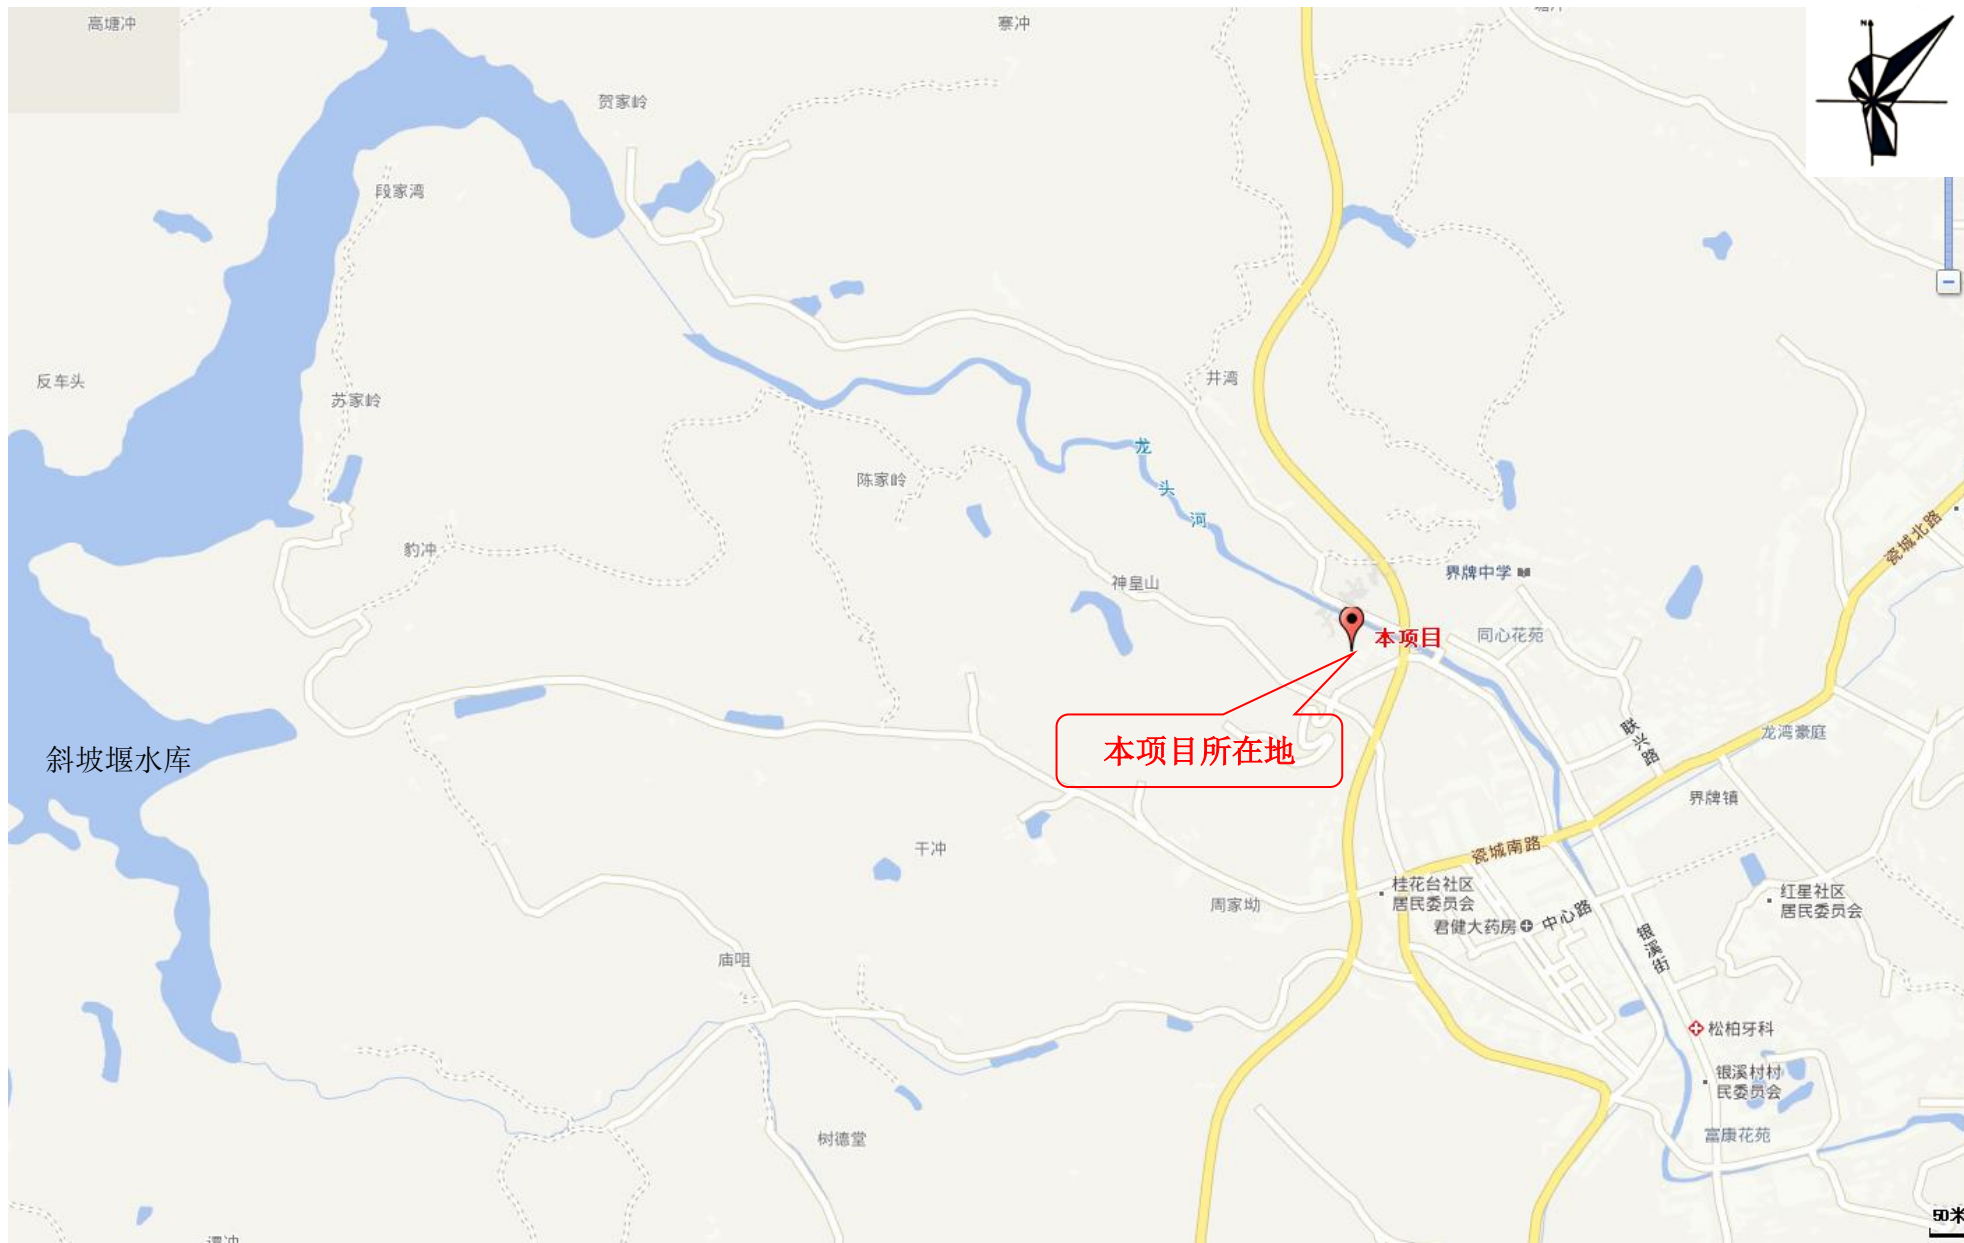 高塘冲
寨冲
N
贺家岭
段家湾
反车头
苏家岭
井湾
龙
头
河
陈家岭
豹冲
神皇山
界牌中学
瓷城北路
本项目
同心花苑
联兴路
龙湾豪庭
斜坡堰水库
本项目所在地
界牌镇
干冲
瓷城南路
周家坳
桂花台社区
居民委员会
君健大药房
中心路
红星社区
居民委员会
银溪街
庙咀
松柏牙科
银溪村村
民委员会
树德堂
富康花苑
50米